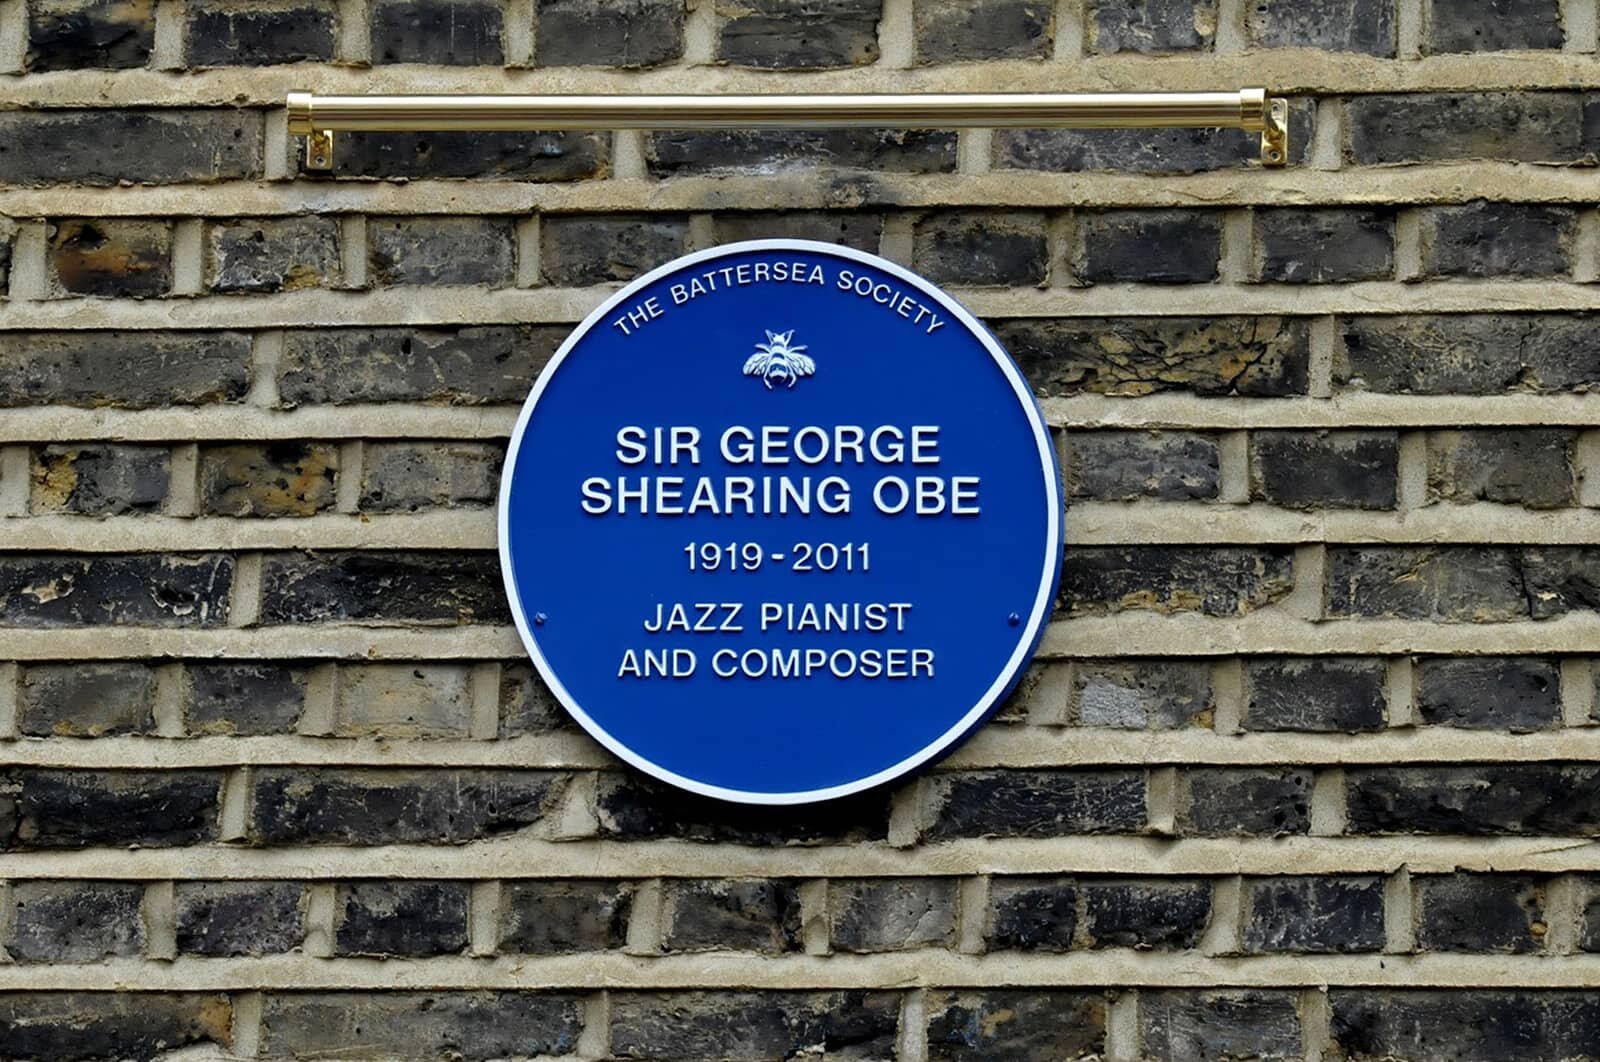 THE BATTERSEA SOCIETY
SIR GEORGE
SHEARING OBE
1919-2011
JAZZ PIANIST
AND COMPOSER